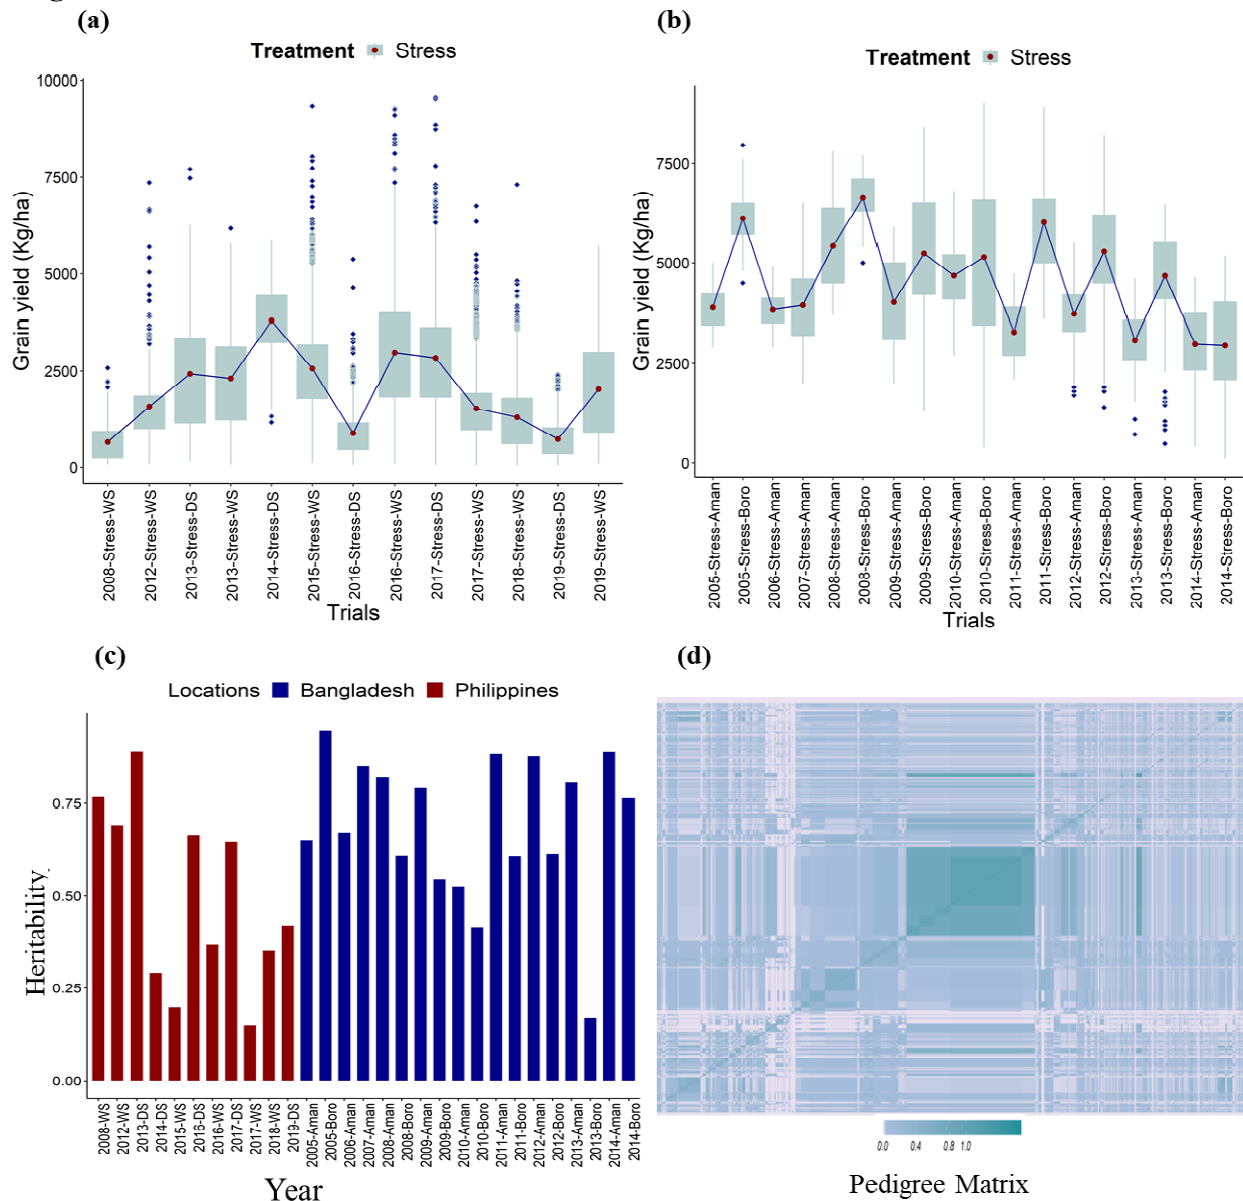 (a)
Treatment Stress
10000
7500
5000
2500
0
Grain yield (Kg/ha)
2008-Stress-WS
2012-Stress-WS
2013-Stress-DS
2013-Stress-WS
2014-Stress-DS
2015-Stress-WS
2016-Stress-DS
2016-Stress-WS
2017-Stress-DS
2017-Stress-WS
2018-Stress-WS
2019-Stress-DS
2019-Stress-WS
Trials
(b)
Treatment Stress
7500
5000
2500
0
Grain yield (Kg/ha)
2005-Stress-Aman
2005-Stress-Boro
2006-Stress-Aman
2007-Stress-Aman
2008-Stress-Aman
2008-Stress-Boro
2009-Stress-Aman
2009-Stress-Boro
2010-Stress-Aman
2010-Stress-Boro
2011-Stress-Aman
2011-Stress-Boro
2012-Stress-Aman
2012-Stress-Boro
2013-Stress-Aman
2013-Stress-Boro
2014-Stress-Aman
2014-Stress-Boro
Trials
(c)
Locations Bangladesh Philippines
0.75
0.50
0.25
0.00
Heritability
2008-WS
2012-WS
2013-DS
2014-DS
2015-WS
2016-DS
2016-WS
2017-DS
2017-WS
2018-WS
2019-DS
2005-Aman
2005-Boro
2006-Aman
2007-Aman
2008-Aman
2008-Boro
2009-Aman
2009-Boro
2010-Aman
2010-Boro
2011-Aman
2011-Boro
2012-Aman
2012-Boro
2013-Aman
2013-Boro
2014-Aman
2014-Boro
Year
(d)
0.0 0.4 0.8 1.0
Pedigree Matrix